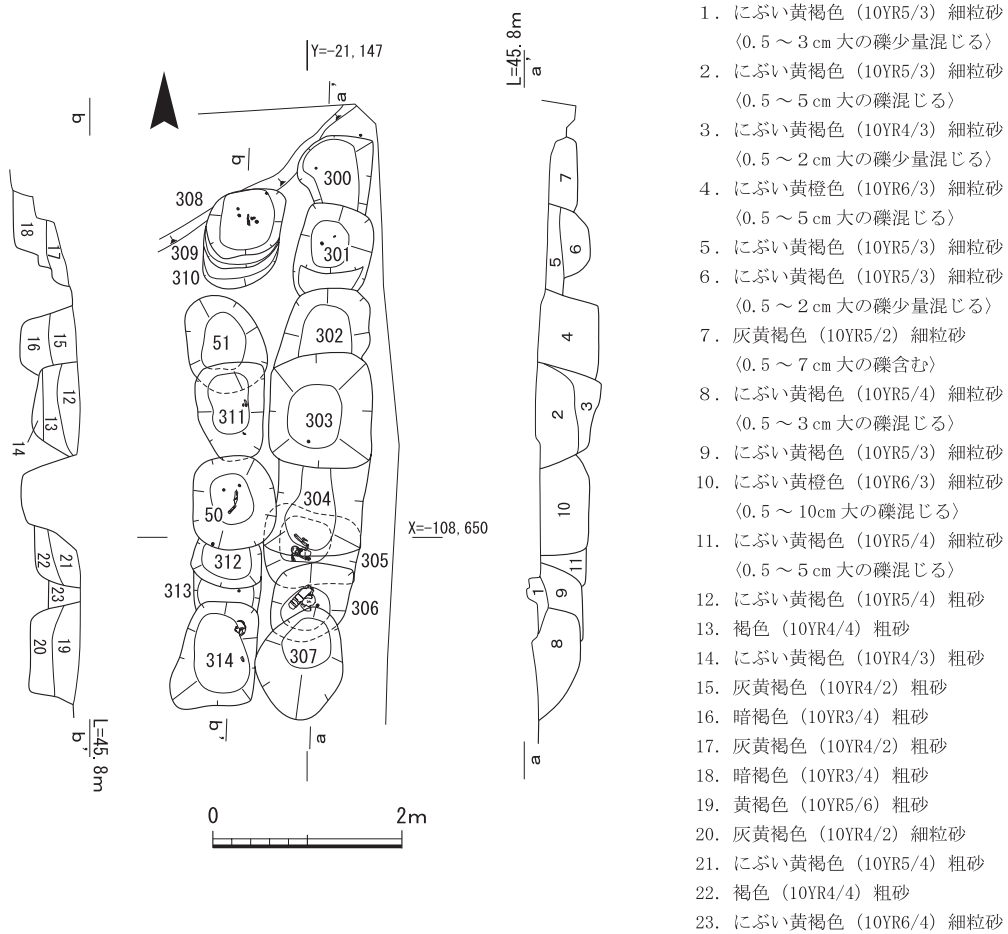 Y=-21,147
L=45.8m
a'
a'
b
b
300
308
301
309
310
302
51
311
303
304
50
X=-108,650
312
305
313
306
314
307
b'
a
0
2m
18
17
16
15
12
13
14
21
22
23
20
19
b'
L=45.8m
7
6
5
4
2
3
10
11
1
9
8
a
1．にぶい黄褐色（10YR5/3）細粒砂
〈0.5～3cm大の礫少量混じる〉
2．にぶい黄褐色（10YR5/3）細粒砂
〈0.5～5cm大の礫混じる〉
3．にぶい黄褐色（10YR4/3）細粒砂
〈0.5～2cm大の礫少量混じる〉
4．にぶい黄橙色（10YR6/3）細粒砂
〈0.5～5cm大の礫混じる〉
5．にぶい黄褐色（10YR5/3）細粒砂
6．にぶい黄褐色（10YR5/3）細粒砂
〈0.5～2cm大の礫少量混じる〉
7．灰黄褐色（10YR5/2）細粒砂
〈0.5～7cm大の礫含む〉
8．にぶい黄褐色（10YR5/4）細粒砂
〈0.5～3cm大の礫混じる〉
9．にぶい黄褐色（10YR5/3）細粒砂
10．にぶい黄橙色（10YR6/3）細粒砂
〈0.5～10cm大の礫混じる〉
11．にぶい黄褐色（10YR5/4）細粒砂
〈0.5～5cm大の礫混じる〉
12．にぶい黄褐色（10YR5/4）粗砂
13．褐色（10YR4/4）粗砂
14．にぶい黄褐色（10YR4/3）粗砂
15．灰黄褐色（10YR4/2）粗砂
16．暗褐色（10YR3/4）粗砂
17．灰黄褐色（10YR4/2）粗砂
18．暗褐色（10YR3/4）粗砂
19．黄褐色（10YR5/6）粗砂
20．灰黄褐色（10YR4/2）細粒砂
21．にぶい黄褐色（10YR5/4）粗砂
22．褐色（10YR4/4）粗砂
23．にぶい黄褐色（10YR6/4）細粒砂